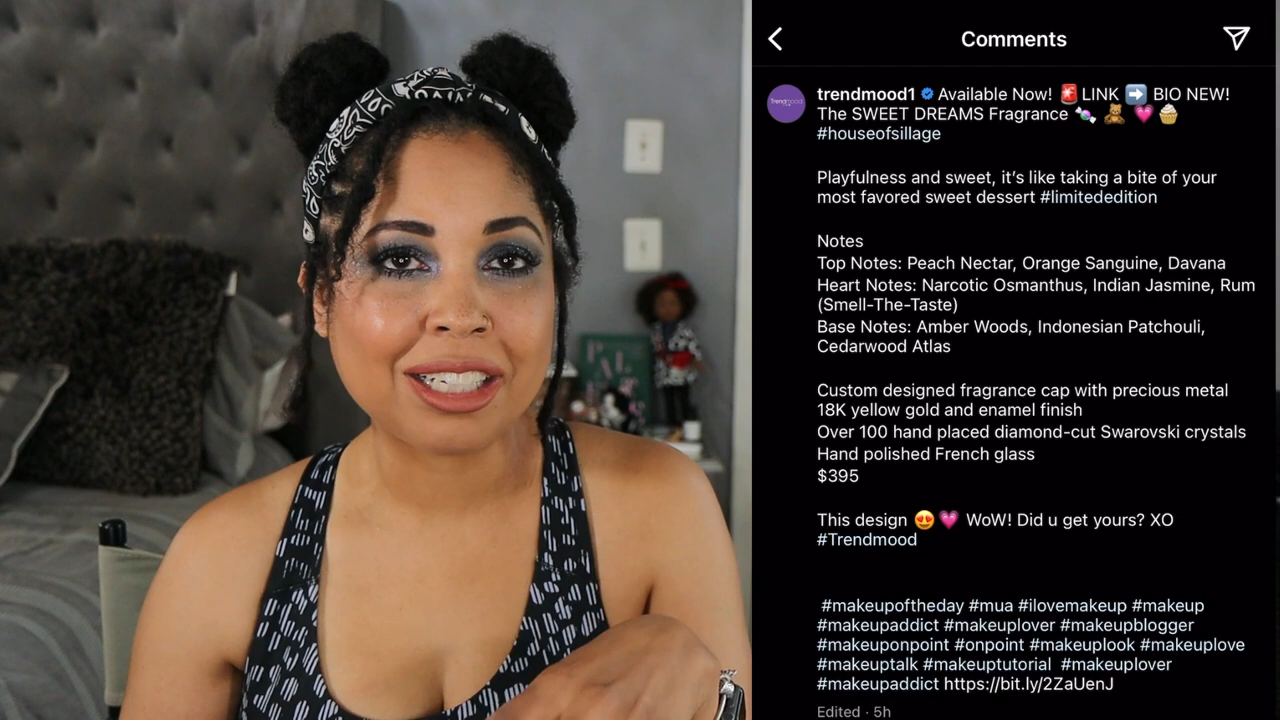 Comments
Trendmood
trendmood1 Available Now! 🚨 LINK ➡️ BIO NEW!
The SWEET DREAMS Fragrance 🍬 🧸 💗 🧁
#houseofsillage
Playfulness and sweet, it’s like taking a bite of your
most favored sweet dessert #limitededition
Notes
Top Notes: Peach Nectar, Orange Sanguine, Davana
Heart Notes: Narcotic Osmanthus, Indian Jasmine, Rum
(Smell-The-Taste)
Base Notes: Amber Woods, Indonesian Patchouli,
Cedarwood Atlas
Custom designed fragrance cap with precious metal
18K yellow gold and enamel finish
Over 100 hand placed diamond-cut Swarovski crystals
Hand polished French glass
$395
This design 😍💗 WoW! Did u get yours? XO
#Trendmood
#makeupoftheday #mua #ilovemakeup #makeup
#makeupaddict #makeuplover #makeupblogger
#makeuponpoint #onpoint #makeuplook #makeuplove
#makeuptalk #makeuptutorial #makeuplover
#makeupaddict https://bit.ly/2ZaUenJ
Edited · 5h